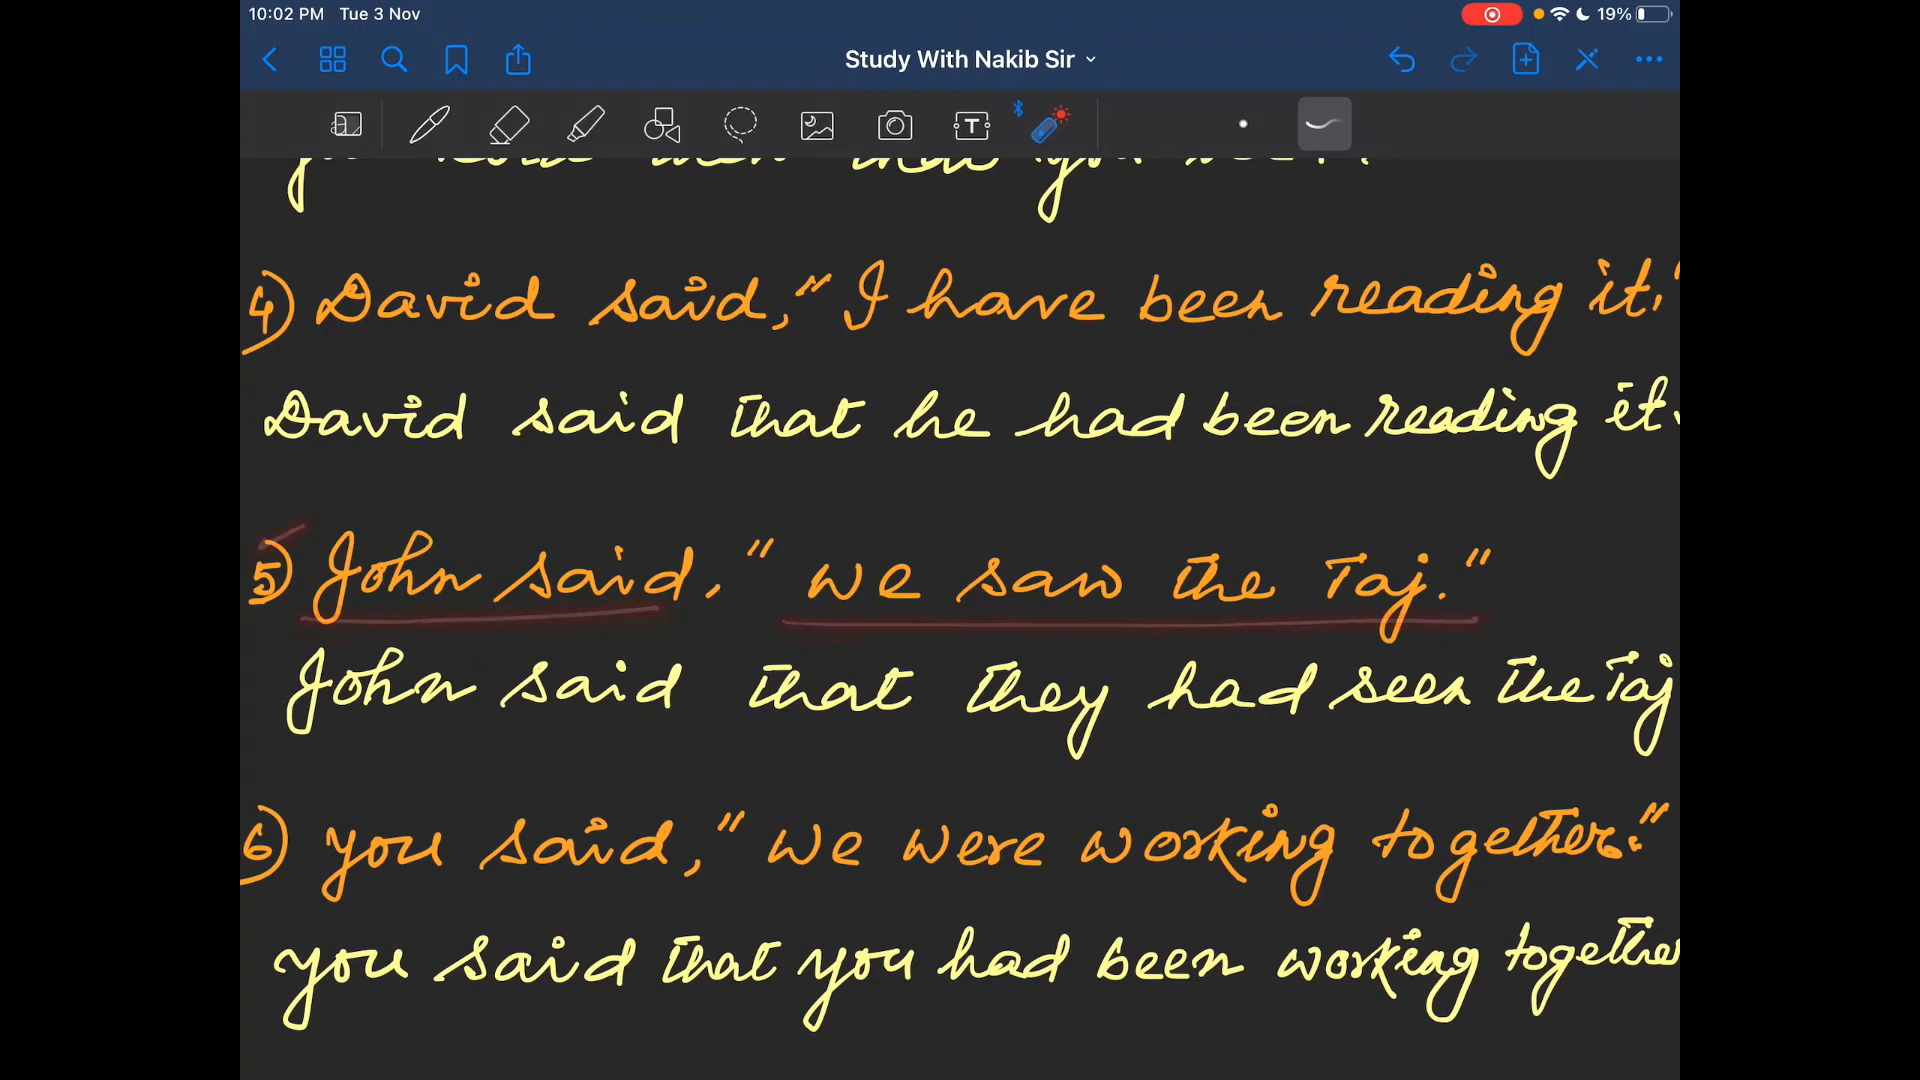 10:02 PM Tue 3 Nov
19%
Study With Nakib Sir
T
4) David said, "I have been reading it."
David said that he had been reading it.
5) John said, "we saw the Taj."
John said that they had seen the Taj
6) you said, "we were working together."
you said that you had been working together